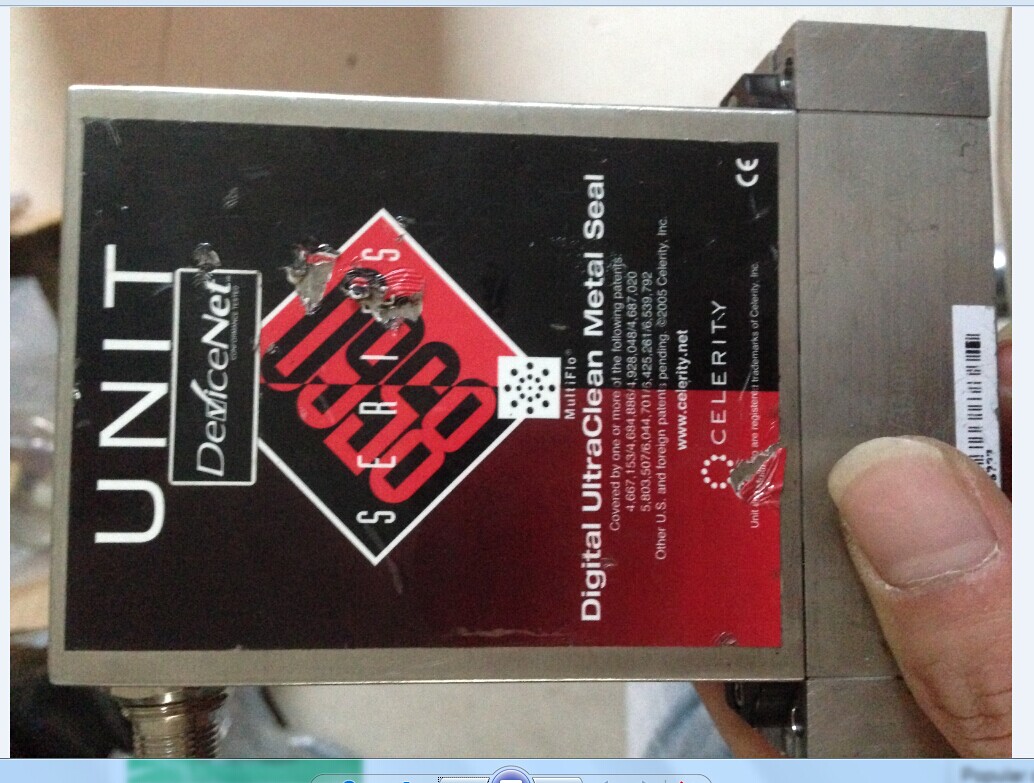 UNIT
DeviceNet
CONFORMANCE TESTED
SERIES
MultiFlo®
Digital UltraClean Metal Seal
Covered by one or more of the following patents:
4,667,153/4,684,886/4,928,048/4,687,020
5,803,507/6,044,701/6,425,281/6,539,792
Other U.S. and foreign patents pending. ©2005 Celerity, Inc.
www.celerity.net
CELERITY
CE
Unit are registered trademarks of Celerity, Inc.